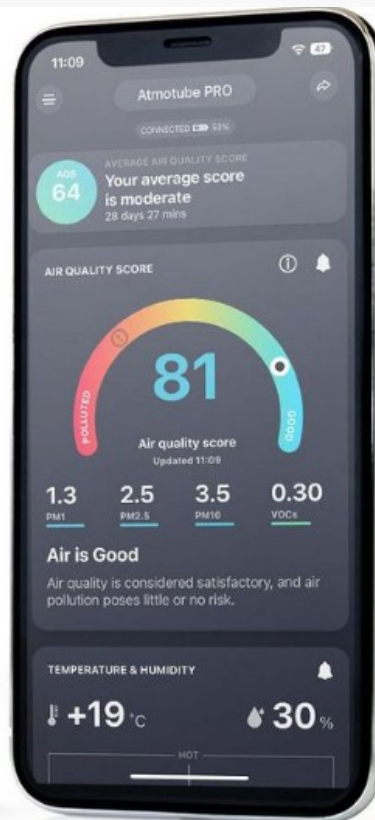 11:09
47
Atmotube PRO
CONNECTED 53%
AQS
64
AVERAGE AIR QUALITY SCORE
Your average score
is moderate
28 days 27 mins
AIR QUALITY SCORE
POLLUTED
81
GOOD
Air quality score
Updated 11:09
1.3 2.5 3.5 0.30
PM1 PM2.5 PM10 VOCs
Air is Good
Air quality is considered satisfactory, and air
pollution poses little or no risk.
TEMPERATURE & HUMIDITY
+19 °C 30 %
HOT